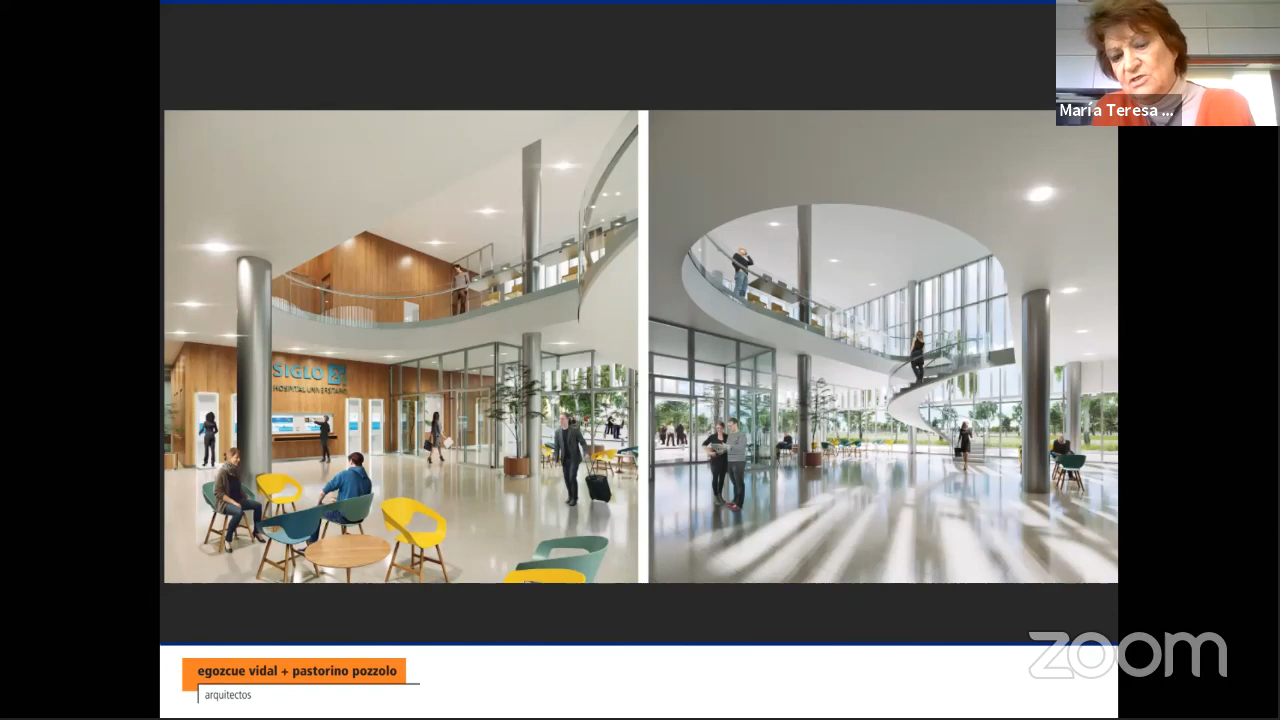 María Teresa ...
SIGLO 21
HOSPITAL UNIVERSITARIO
egozcue vidal + pastorino pozzolo
arquitectos
zoom